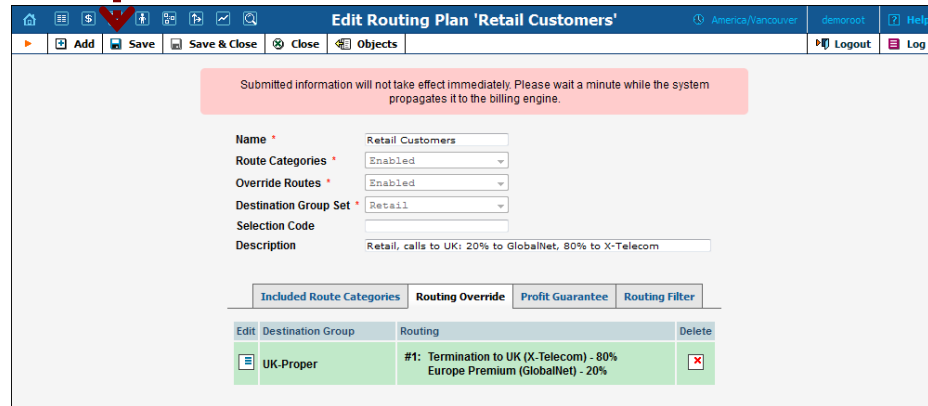 Edit Routing Plan 'Retail Customers'
America/Vancouver
demoroot
? Help
Add
Save
Save & Close
Close
Objects
Logout
Log
Submitted information will not take effect immediately. Please wait a minute while the system
propagates it to the billing engine.
Name * Retail Customers
Route Categories * Enabled
Override Routes * Enabled
Destination Group Set * Retail
Selection Code
Description Retail, calls to UK: 20% to GlobalNet, 80% to X-Telecom
Included Route Categories Routing Override Profit Guarantee Routing Filter
Edit Destination Group Routing Delete
UK-Proper #1: Termination to UK (X-Telecom) - 80%
Europe Premium (GlobalNet) - 20%